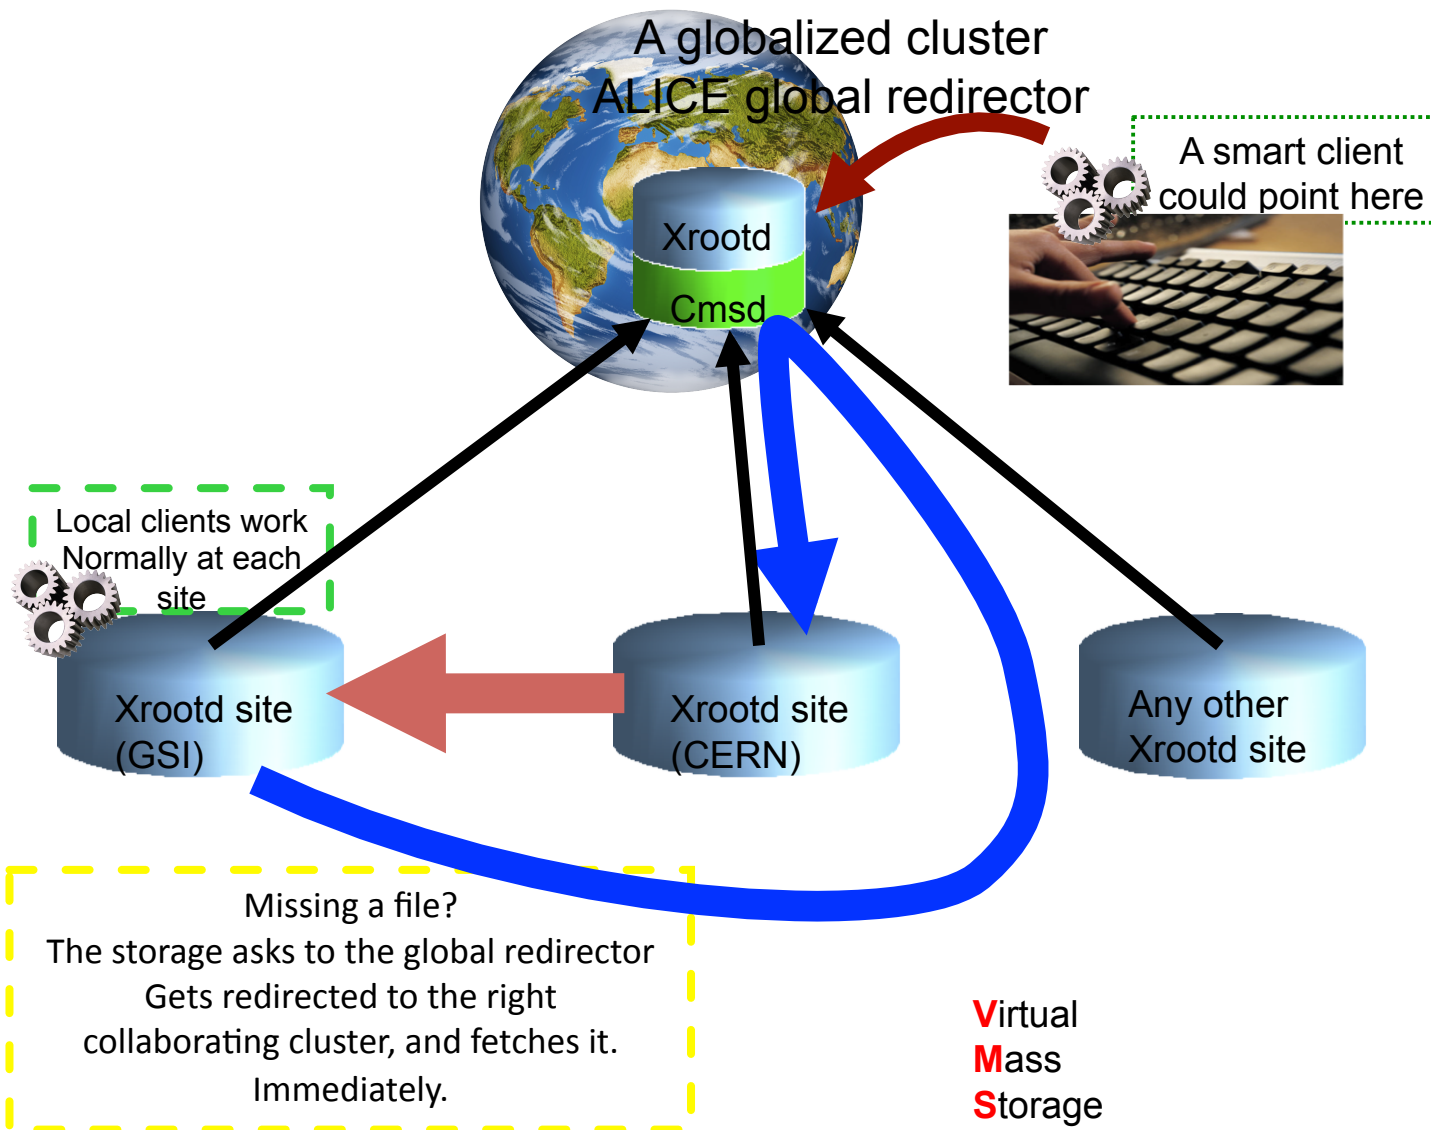 A globalized cluster
ALICE global redirector
A smart client
could point here
Xrootd
Cmsd
Local clients work
Normally at each
site
Xrootd site
(GSI)
Xrootd site
(CERN)
Any other
Xrootd site
Missing a file?
The storage asks to the global redirector
Gets redirected to the right
collaborating cluster, and fetches it.
Immediately.
Virtual
Mass
Storage